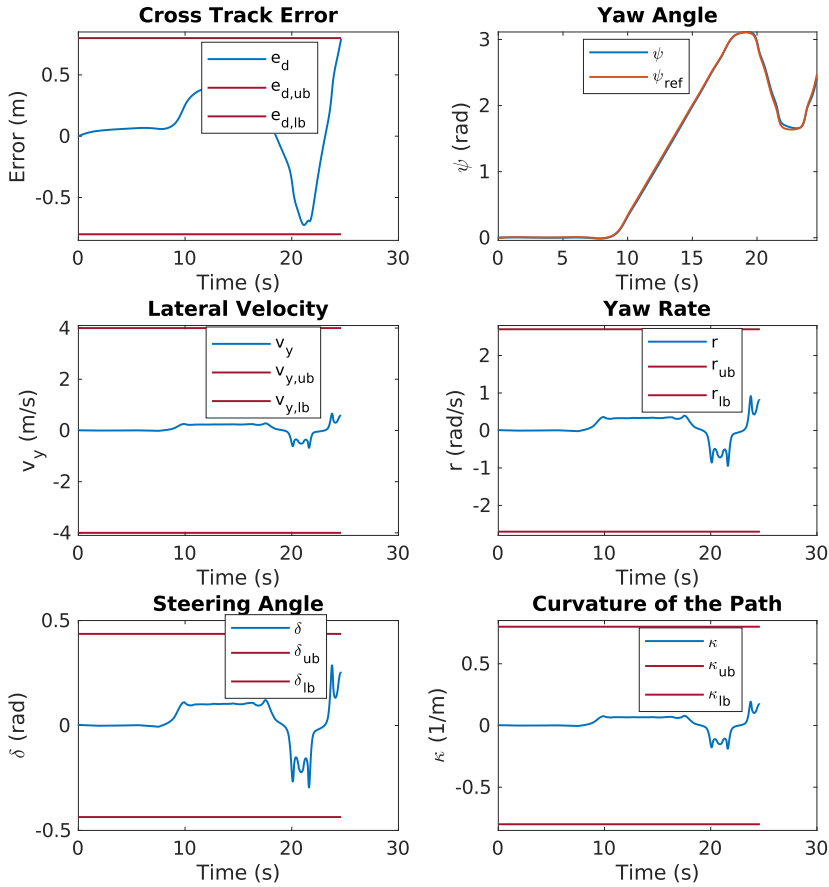 Cross Track Error
Error (m)
0.5
0
-0.5
e_d
e_d,ub
e_d,lb
0 10 20 30
Time (s)
Yaw Angle
ψ (rad)
3
2
1
0
ψ
ψ_ref
0 5 10 15 20
Time (s)
Lateral Velocity
v_y (m/s)
4
2
0
-2
-4
v_y
v_y,ub
v_y,lb
0 10 20 30
Time (s)
Yaw Rate
r (rad/s)
2
1
0
-1
-2
r
r_ub
r_lb
0 10 20 30
Time (s)
Steering Angle
δ (rad)
0.5
0
-0.5
δ
δ_ub
δ_lb
0 10 20 30
Time (s)
Curvature of the Path
κ (1/m)
0.5
0
-0.5
κ
κ_ub
κ_lb
0 10 20 30
Time (s)